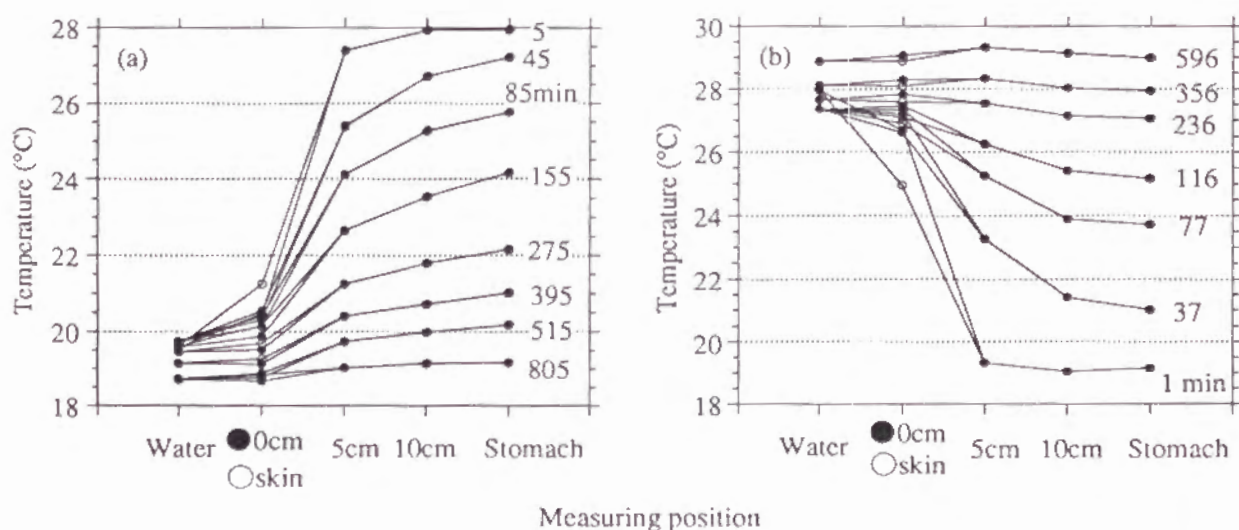 (a)
Temperature (°C)
28
26
24
22
20
18
5
45
85min
155
275
395
515
805
Water
●0cm
○skin
5cm
10cm
Stomach
(b)
Temperature (°C)
30
28
26
24
22
20
18
596
356
236
116
77
37
1 min
Water
●0cm
○skin
5cm
10cm
Stomach
Measuring position